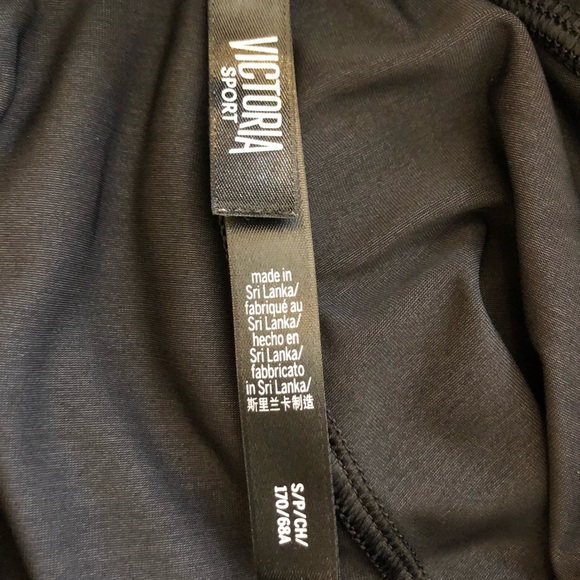 VICTORIA
SPORT
made in
Sri Lanka/
fabriqué au
Sri Lanka/
hecho en
Sri Lanka/
fabbricato
in Sri Lanka/
斯里兰卡制造
S/P/CH/
170/68A